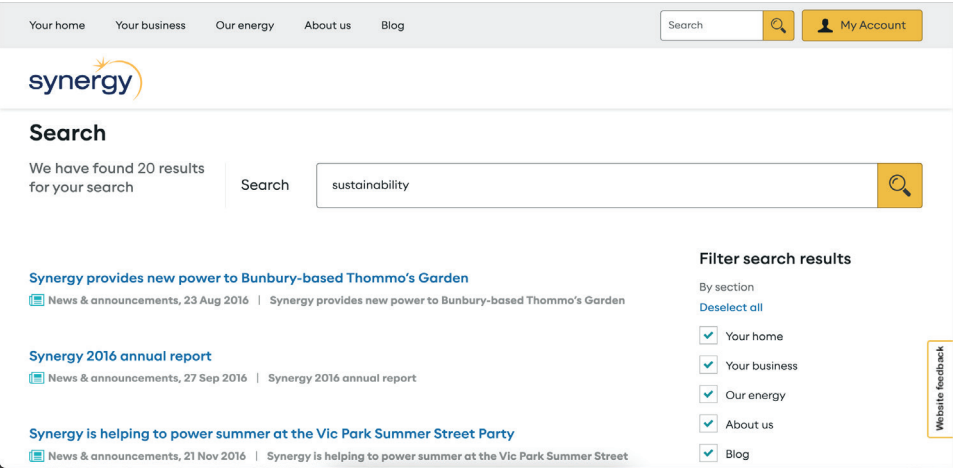 Your home Your business Our energy About us Blog Search My Account
synergy
Search
We have found 20 results
for your search
Search sustainability
Synergy provides new power to Bunbury-based Thommo's Garden
News & announcements, 23 Aug 2016 | Synergy provides new power to Bunbury-based Thommo's Garden
Synergy 2016 annual report
News & announcements, 27 Sep 2016 | Synergy 2016 annual report
Synergy is helping to power summer at the Vic Park Summer Street Party
News & announcements, 21 Nov 2016 | Synergy is helping to power summer at the Vic Park Summer Street
Filter search results
By section
Deselect all
Your home
Your business
Our energy
About us
Blog
Website feedback